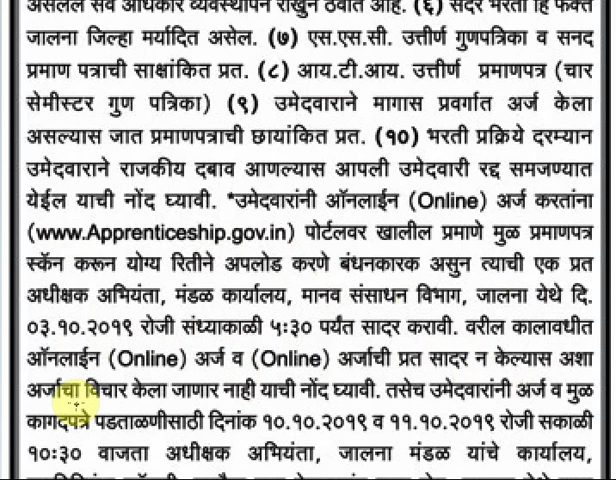 असलेले सर्व अधिकार व्यवस्थापन राखुन ठेवीत आहे. (६) सदर भरती हि फक्त
जालना जिल्हा मर्यादित असेल. (७) एस.एस.सी. उत्तीर्ण गुणपत्रिका व सनद
प्रमाण पत्राची साक्षांकित प्रत. (८) आय.टी.आय. उत्तीर्ण प्रमाणपत्र (चार
सेमीस्टर गुण पत्रिका) (९) उमेदवाराने मागास प्रवर्गात अर्ज केला
असल्यास जात प्रमाणपत्राची छायांकित प्रत. (१०) भरती प्रक्रिये दरम्यान
उमेदवाराने राजकीय दबाव आणल्यास आपली उमेदवारी रद्द समजण्यात
येईल याची नोंद घ्यावी. *उमेदवारांनी ऑनलाईन (Online) अर्ज करतांना
(www.Apprenticeship.gov.in) पोर्टलवर खालील प्रमाणे मुळ प्रमाणपत्र
स्कॅन करून योग्य रितीने अपलोड करणे बंधनकारक असुन त्याची एक प्रत
अधीक्षक अभियंता, मंडळ कार्यालय, मानव संसाधन विभाग, जालना येथे दि.
०३.१०.२०१९ रोजी संध्याकाळी ५:३० पर्यंत सादर करावी. वरील कालावधीत
ऑनलाईन (Online) अर्ज व (Online) अर्जाची प्रत सादर न केल्यास अशा
अर्जाचा विचार केला जाणार नाही याची नोंद घ्यावी. तसेच उमेदवारांनी अर्ज व मुळ
कागदपत्रे पडताळणीसाठी दिनांक १०.१०.२०१९ व ११.१०.२०१९ रोजी सकाळी
१०:३० वाजता अधीक्षक अभियंता, जालना मंडळ यांचे कार्यालय,